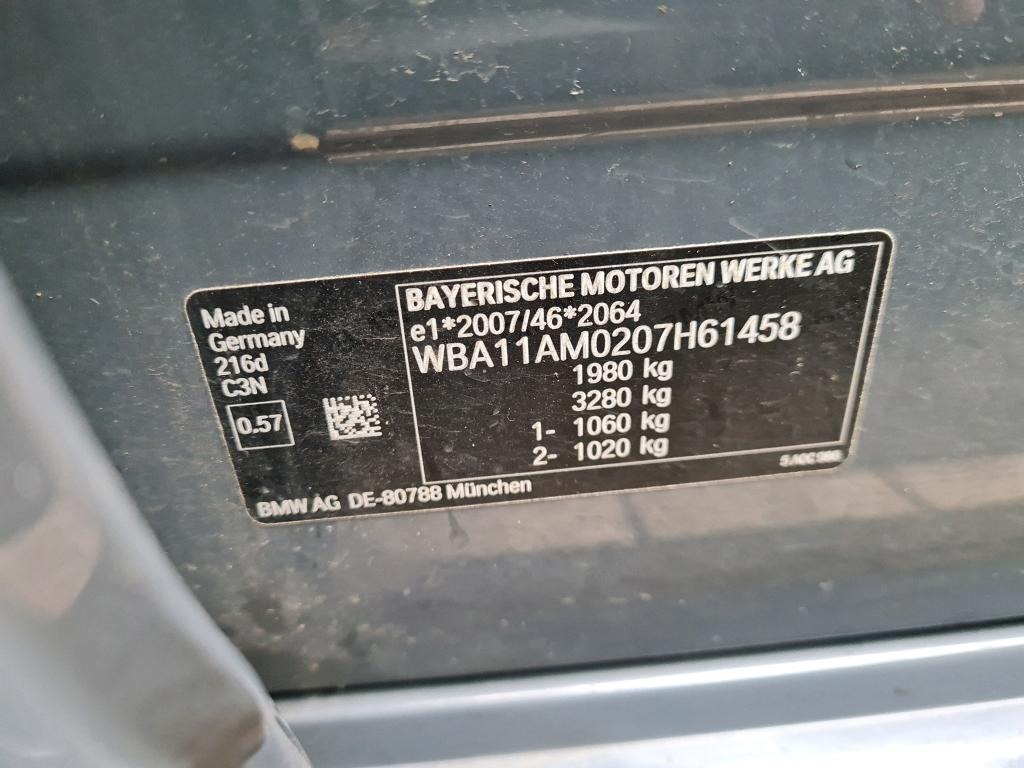 Made in
Germany
216d
C3N
0.57
BAYERISCHE MOTOREN WERKE AG
e1*2007/46*2064
WBA11AM0207H61458
1980 kg
3280 kg
1- 1060 kg
2- 1020 kg
BMW AG DE-80788 München